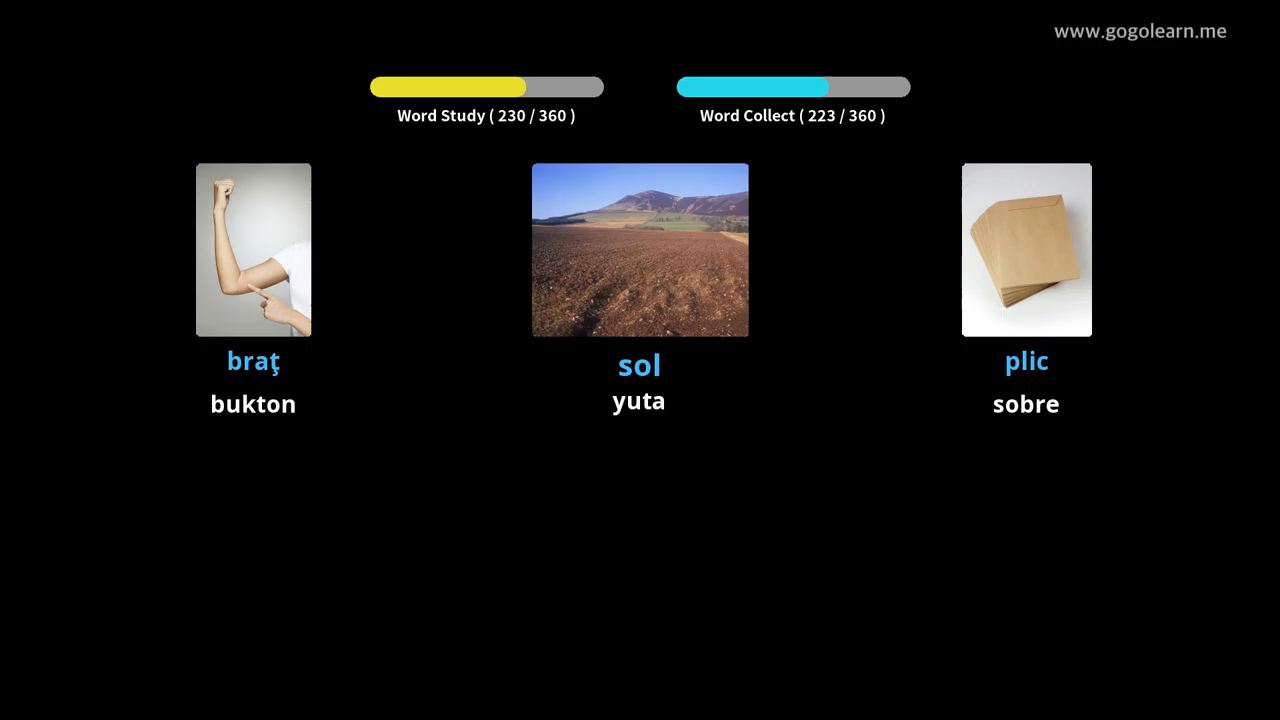 www.gogolearn.me
Word Study ( 230 / 360 )
Word Collect ( 223 / 360 )
braţ
sol
plic
bukton
yuta
sobre